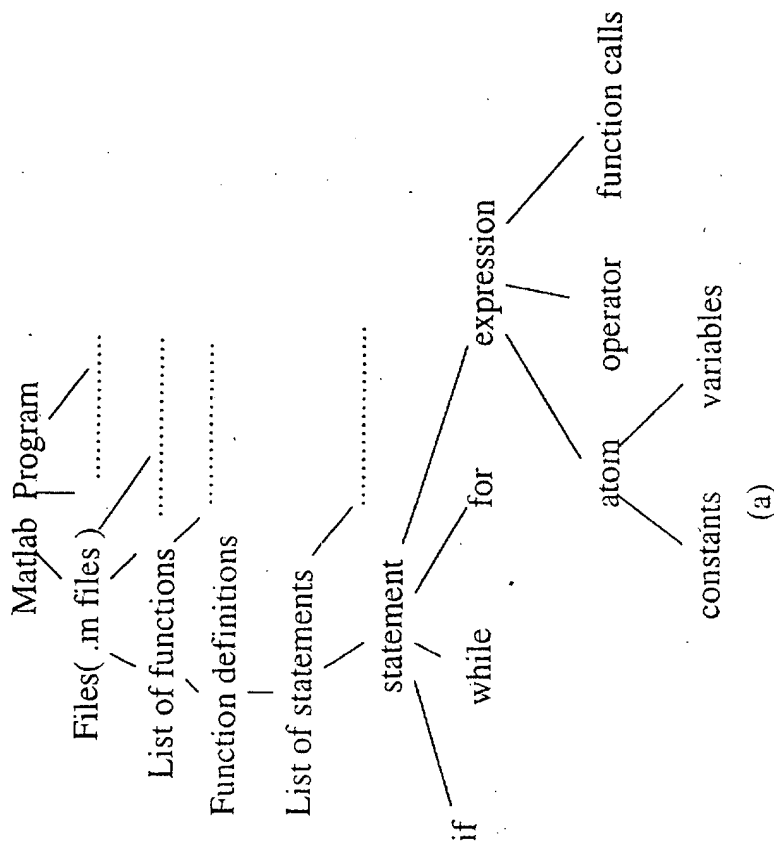 Matlab Program
Files( .m files )
List of functions
Function definitions
List of statements
statement
if
while
for
expression
atom
operator
function calls
constants
variables
(a)